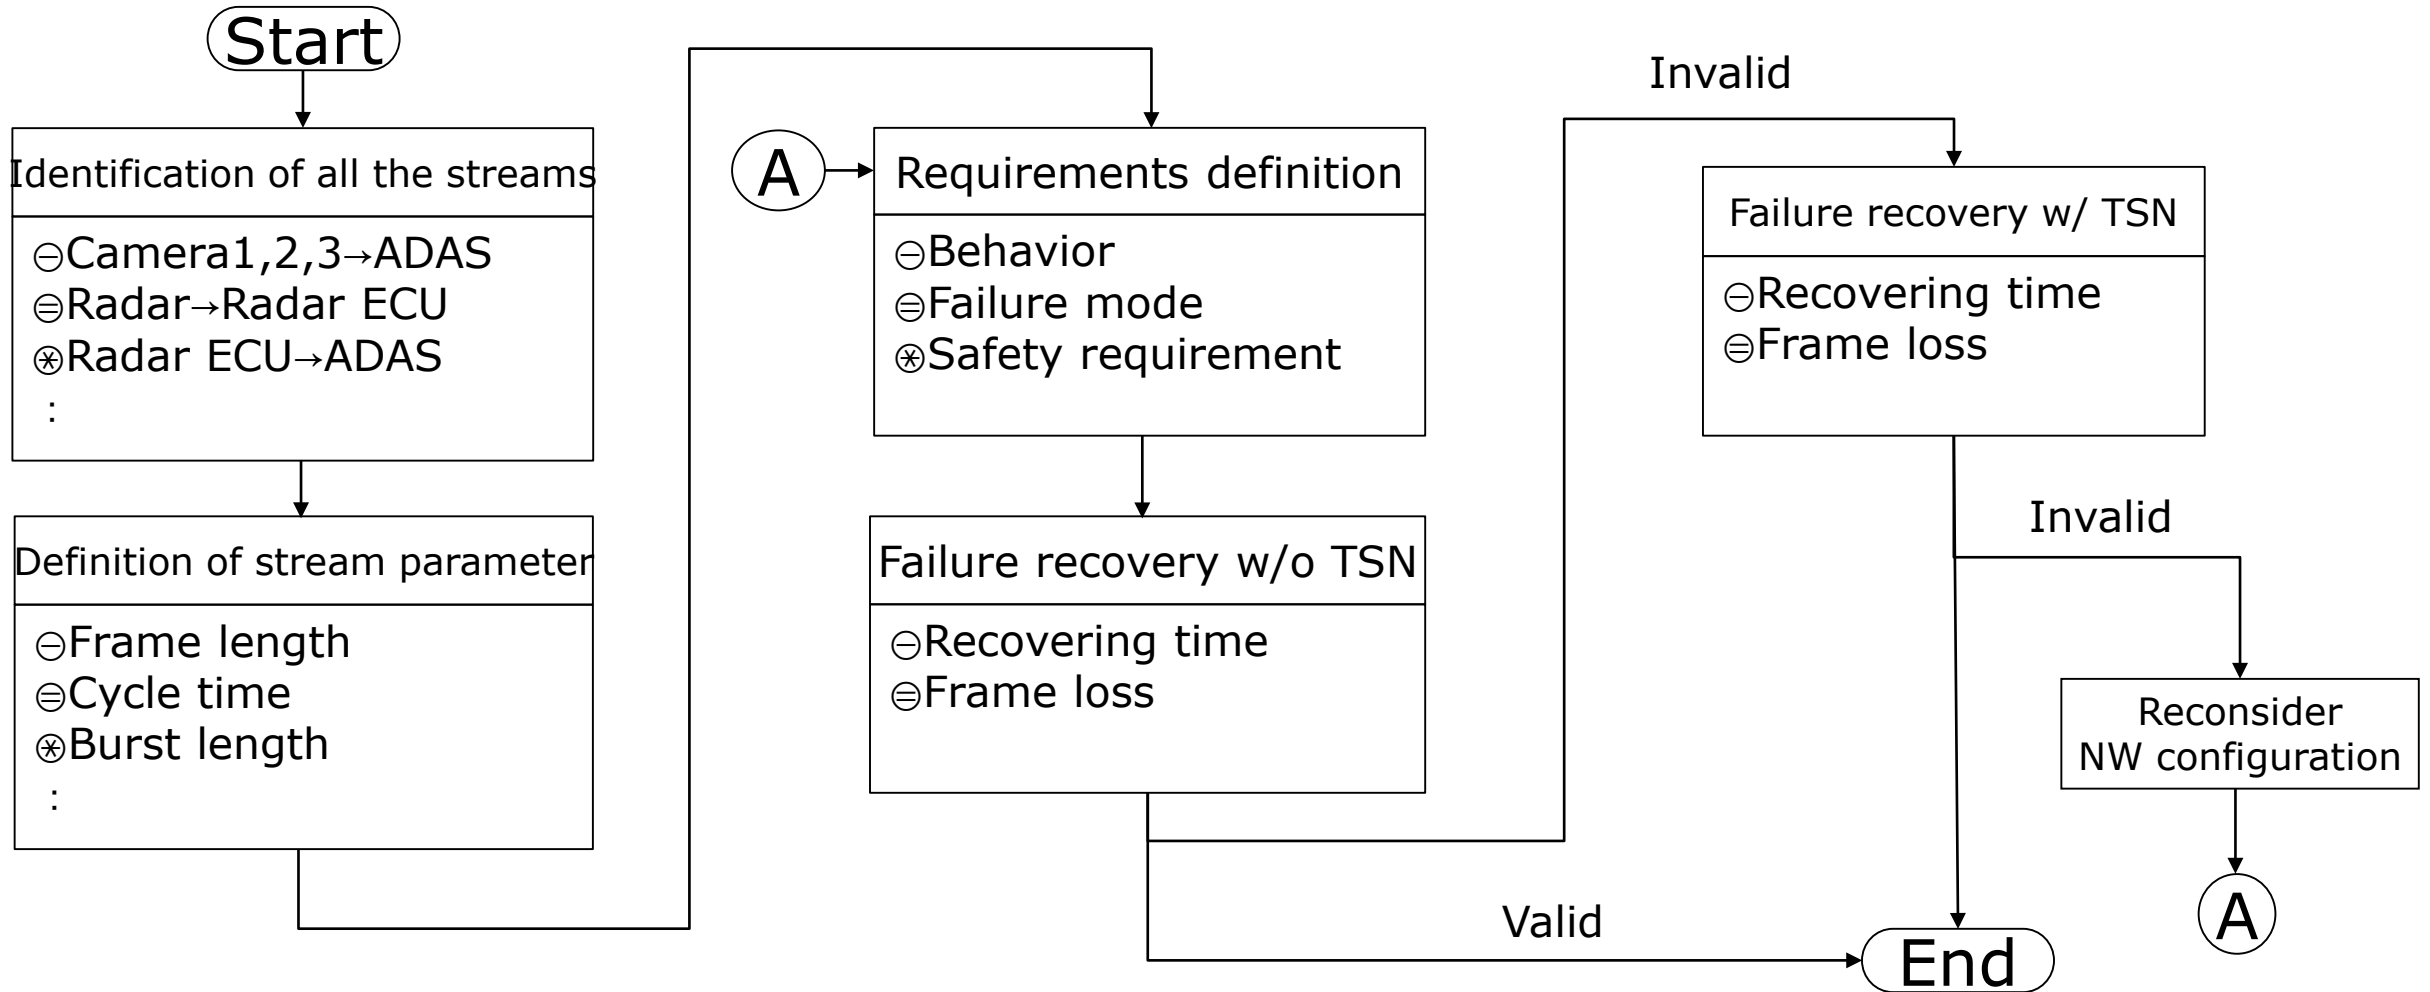 Start
Identification of all the streams
⊖Camera1,2,3→ADAS
⊜Radar→Radar ECU
⊛Radar ECU→ADAS
:
Definition of stream parameter
⊖Frame length
⊜Cycle time
⊛Burst length
:
A
Requirements definition
⊖Behavior
⊜Failure mode
⊛Safety requirement
Failure recovery w/o TSN
⊖Recovering time
⊜Frame loss
Invalid
Failure recovery w/ TSN
⊖Recovering time
⊜Frame loss
Invalid
Reconsider
NW configuration
A
Valid
End